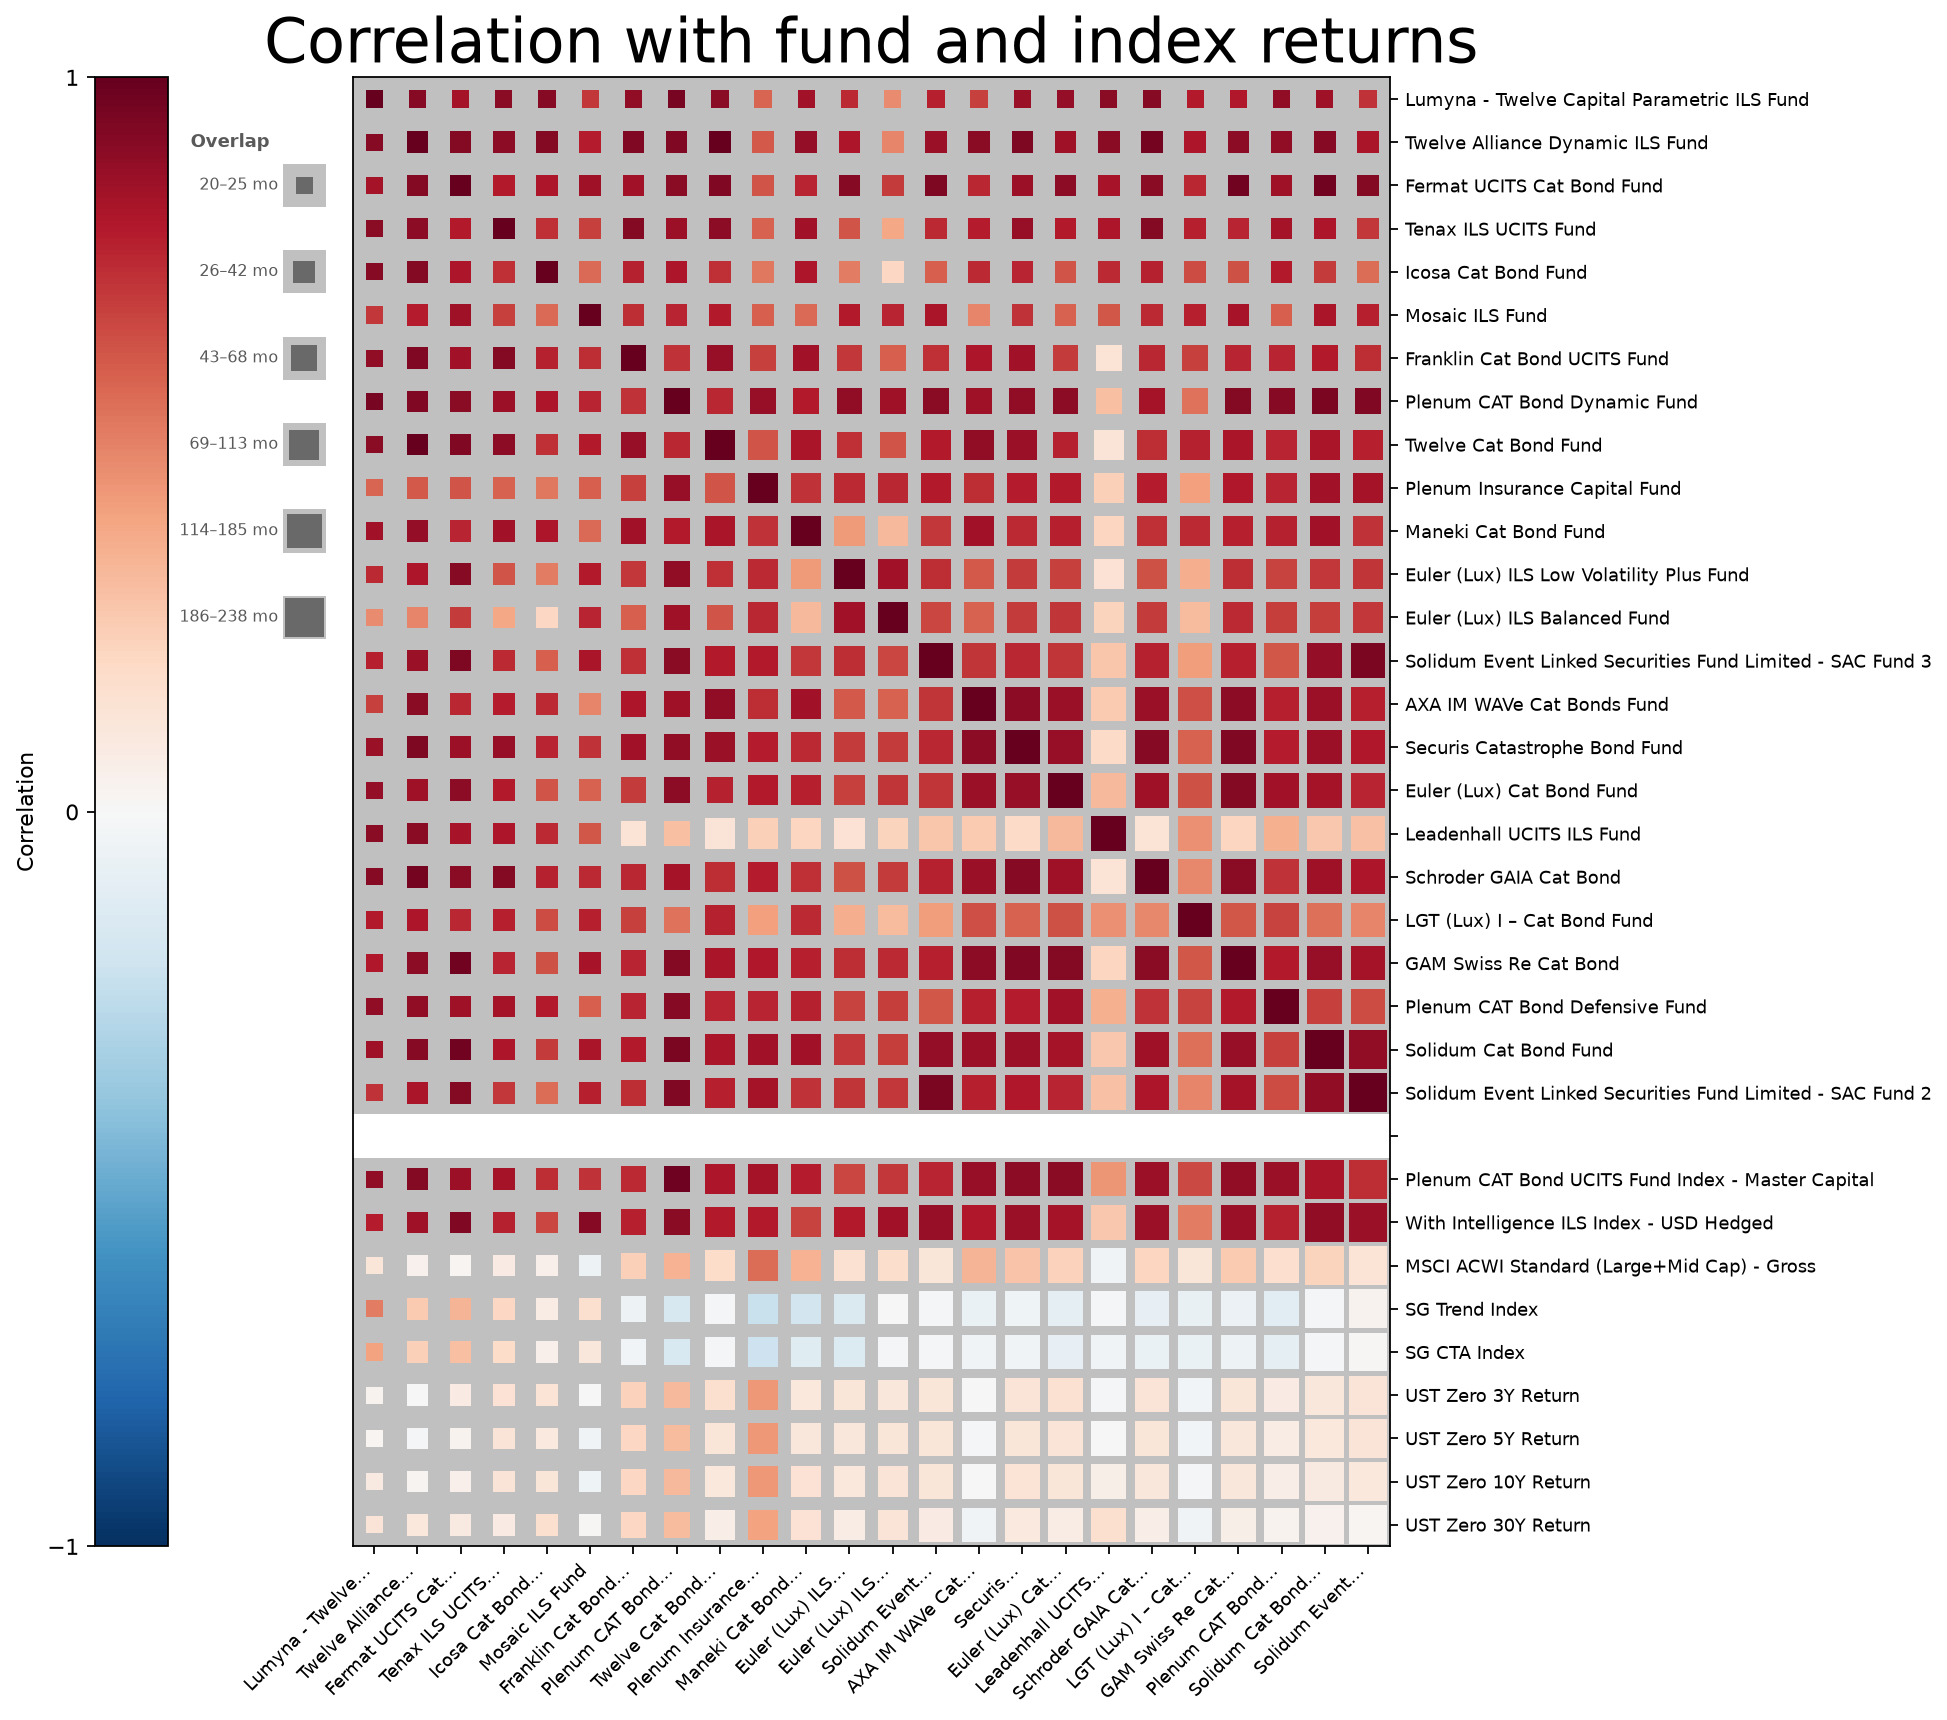 Correlation with fund and index returns
1
0
−1
Correlation
Overlap
20–25 mo
26–42 mo
43–68 mo
69–113 mo
114–185 mo
186–238 mo
Lumyna - Twelve Capital Parametric ILS Fund
Twelve Alliance Dynamic ILS Fund
Fermat UCITS Cat Bond Fund
Tenax ILS UCITS Fund
Icosa Cat Bond Fund
Mosaic ILS Fund
Franklin Cat Bond UCITS Fund
Plenum CAT Bond Dynamic Fund
Twelve Cat Bond Fund
Plenum Insurance Capital Fund
Maneki Cat Bond Fund
Euler (Lux) ILS Low Volatility Plus Fund
Euler (Lux) ILS Balanced Fund
Solidum Event Linked Securities Fund Limited - SAC Fund 3
AXA IM WAVe Cat Bonds Fund
Securis Catastrophe Bond Fund
Euler (Lux) Cat Bond Fund
Leadenhall UCITS ILS Fund
Schroder GAIA Cat Bond
LGT (Lux) I – Cat Bond Fund
GAM Swiss Re Cat Bond
Plenum CAT Bond Defensive Fund
Solidum Cat Bond Fund
Solidum Event Linked Securities Fund Limited - SAC Fund 2
Plenum CAT Bond UCITS Fund Index - Master Capital
With Intelligence ILS Index - USD Hedged
MSCI ACWI Standard (Large+Mid Cap) - Gross
SG Trend Index
SG CTA Index
UST Zero 3Y Return
UST Zero 5Y Return
UST Zero 10Y Return
UST Zero 30Y Return
Lumyna - Twelve...
Twelve Alliance...
Fermat UCITS Cat...
Tenax ILS UCITS...
Icosa Cat Bond...
Mosaic ILS Fund
Franklin Cat Bond...
Plenum CAT Bond...
Twelve Cat Bond...
Plenum Insurance...
Maneki Cat Bond...
Euler (Lux) ILS...
Euler (Lux) ILS...
Solidum Event...
AXA IM WAVe Cat...
Securis...
Euler (Lux) Cat...
Leadenhall UCITS...
Schroder GAIA Cat...
LGT (Lux) I – Cat...
GAM Swiss Re Cat...
Plenum CAT Bond...
Solidum Cat Bond...
Solidum Event...